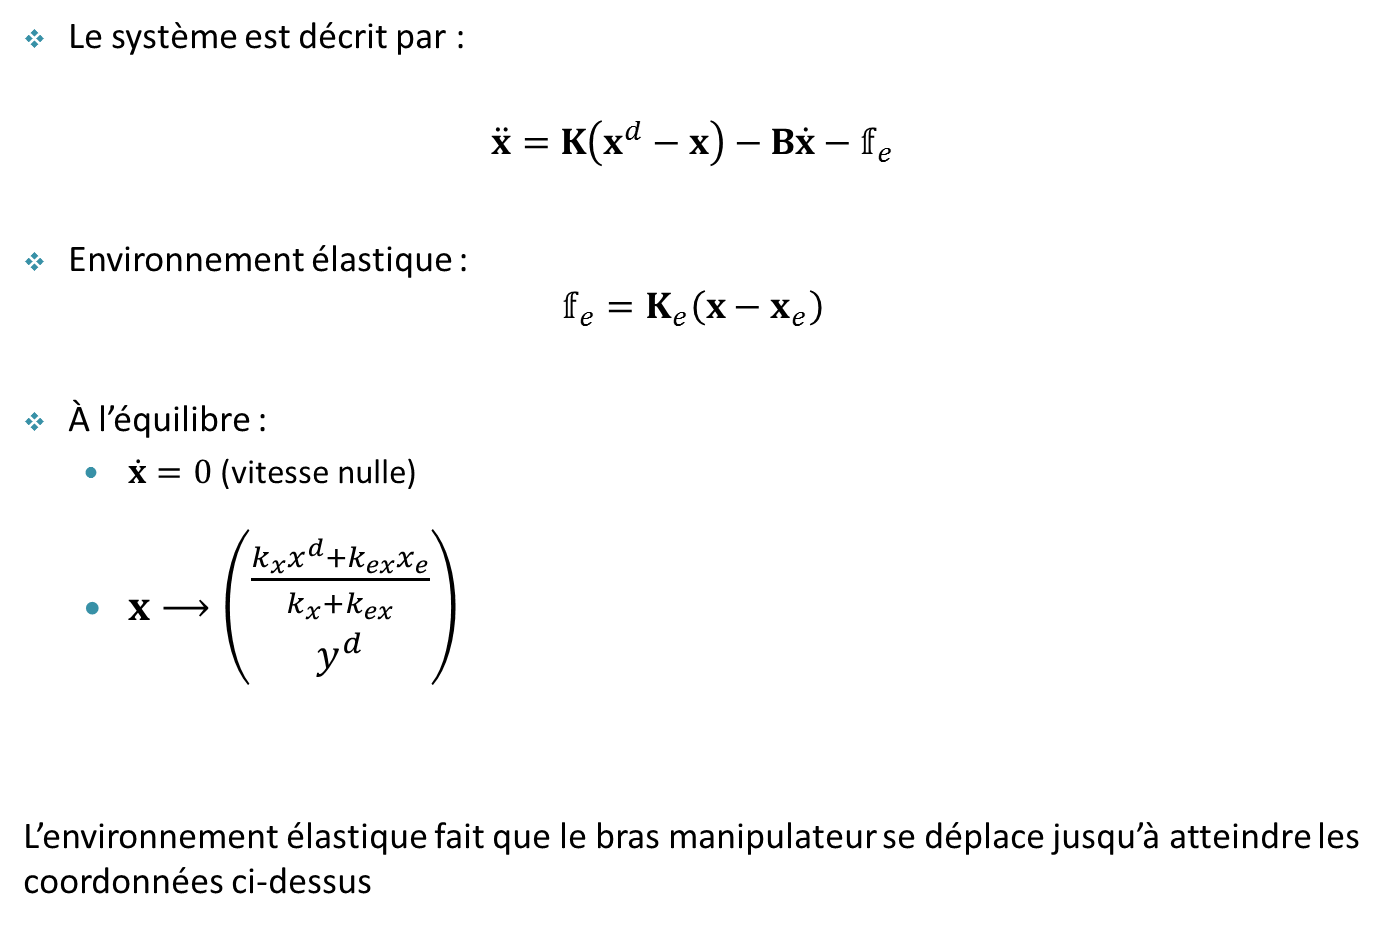 ❖ Le système est décrit par :
ẍ = K(x^d − x) − Bẋ − 𝕗_e
❖ Environnement élastique :
𝕗_e = K_e(x − x_e)
❖ À l’équilibre :
• ẋ = 0 (vitesse nulle)
• x ⟶ ( (k_x x^d + k_ex x_e) / (k_x + k_ex)
y^d )
L’environnement élastique fait que le bras manipulateur se déplace jusqu’à atteindre les
coordonnées ci-dessus